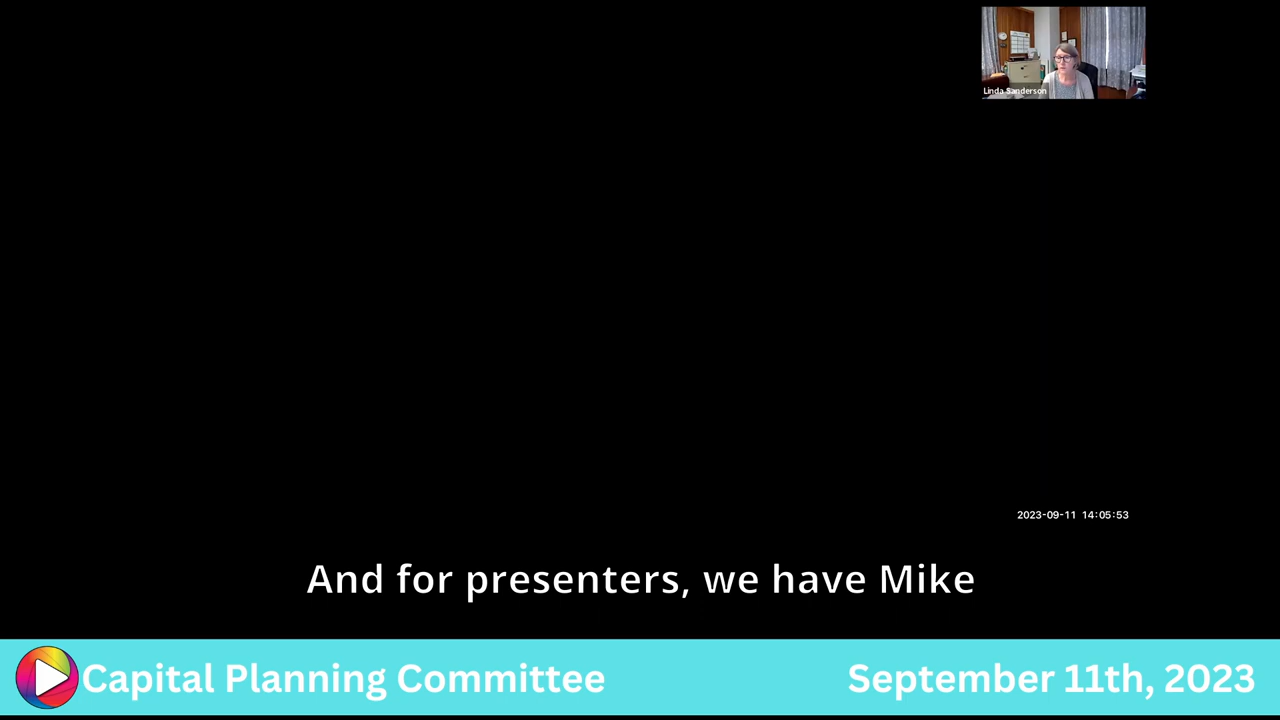 Linda Sanderson
2023-09-11 14:05:53
And for presenters, we have Mike
Capital Planning Committee
September 11th, 2023